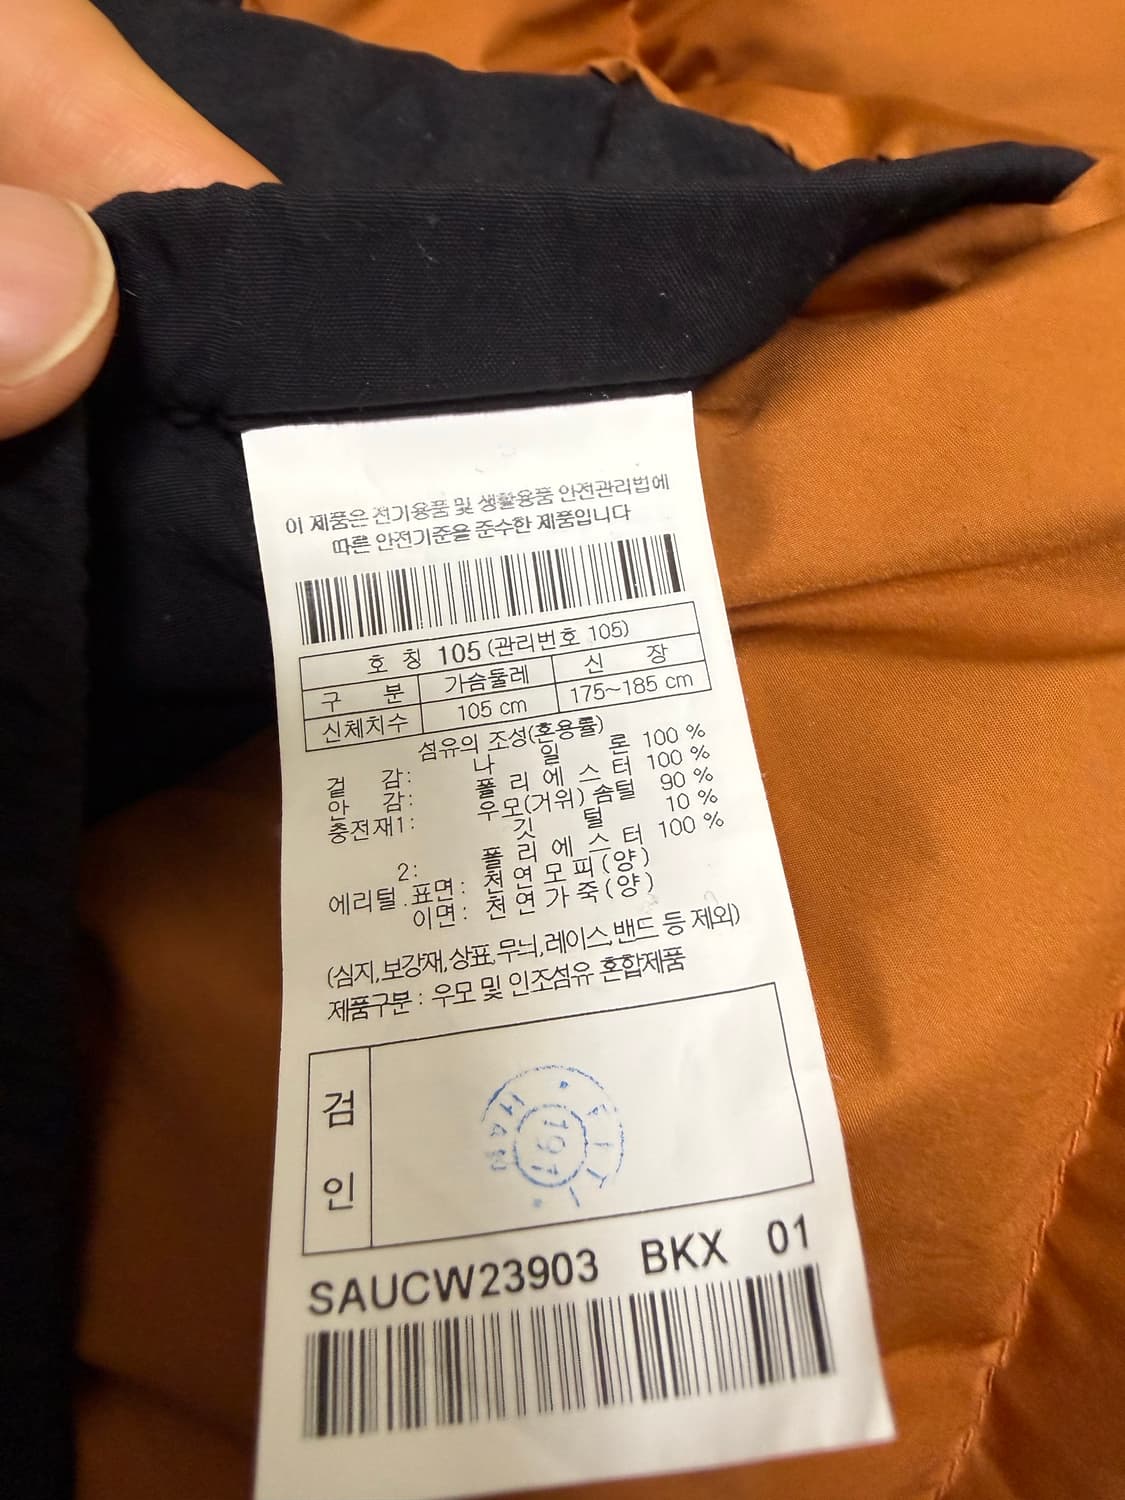 이 제품은 전기용품 및 생활용품 안전관리법에
따른 안전기준을 준수한 제품입니다
호 칭 105 (관리번호 105)
구 분 가슴둘레 신 장
신체치수 105 cm 175~185 cm
섬유의 조성(혼용률)
겉 감: 나 일 론 100 %
안 감: 폴 리 에 스 터 100 %
충전재1: 우모(거위) 솜털 90 %
깃 털 10 %
2: 폴 리 에 스 터 100 %
에리털.표면: 천 연 모 피 (양)
이면: 천 연 가 죽 (양)
(심지,보강재,상표,무늬,레이스,밴드 등 제외)
제품구분 : 우모 및 인조섬유 혼합제품
검 인
191
SAUCW23903 BKX 01